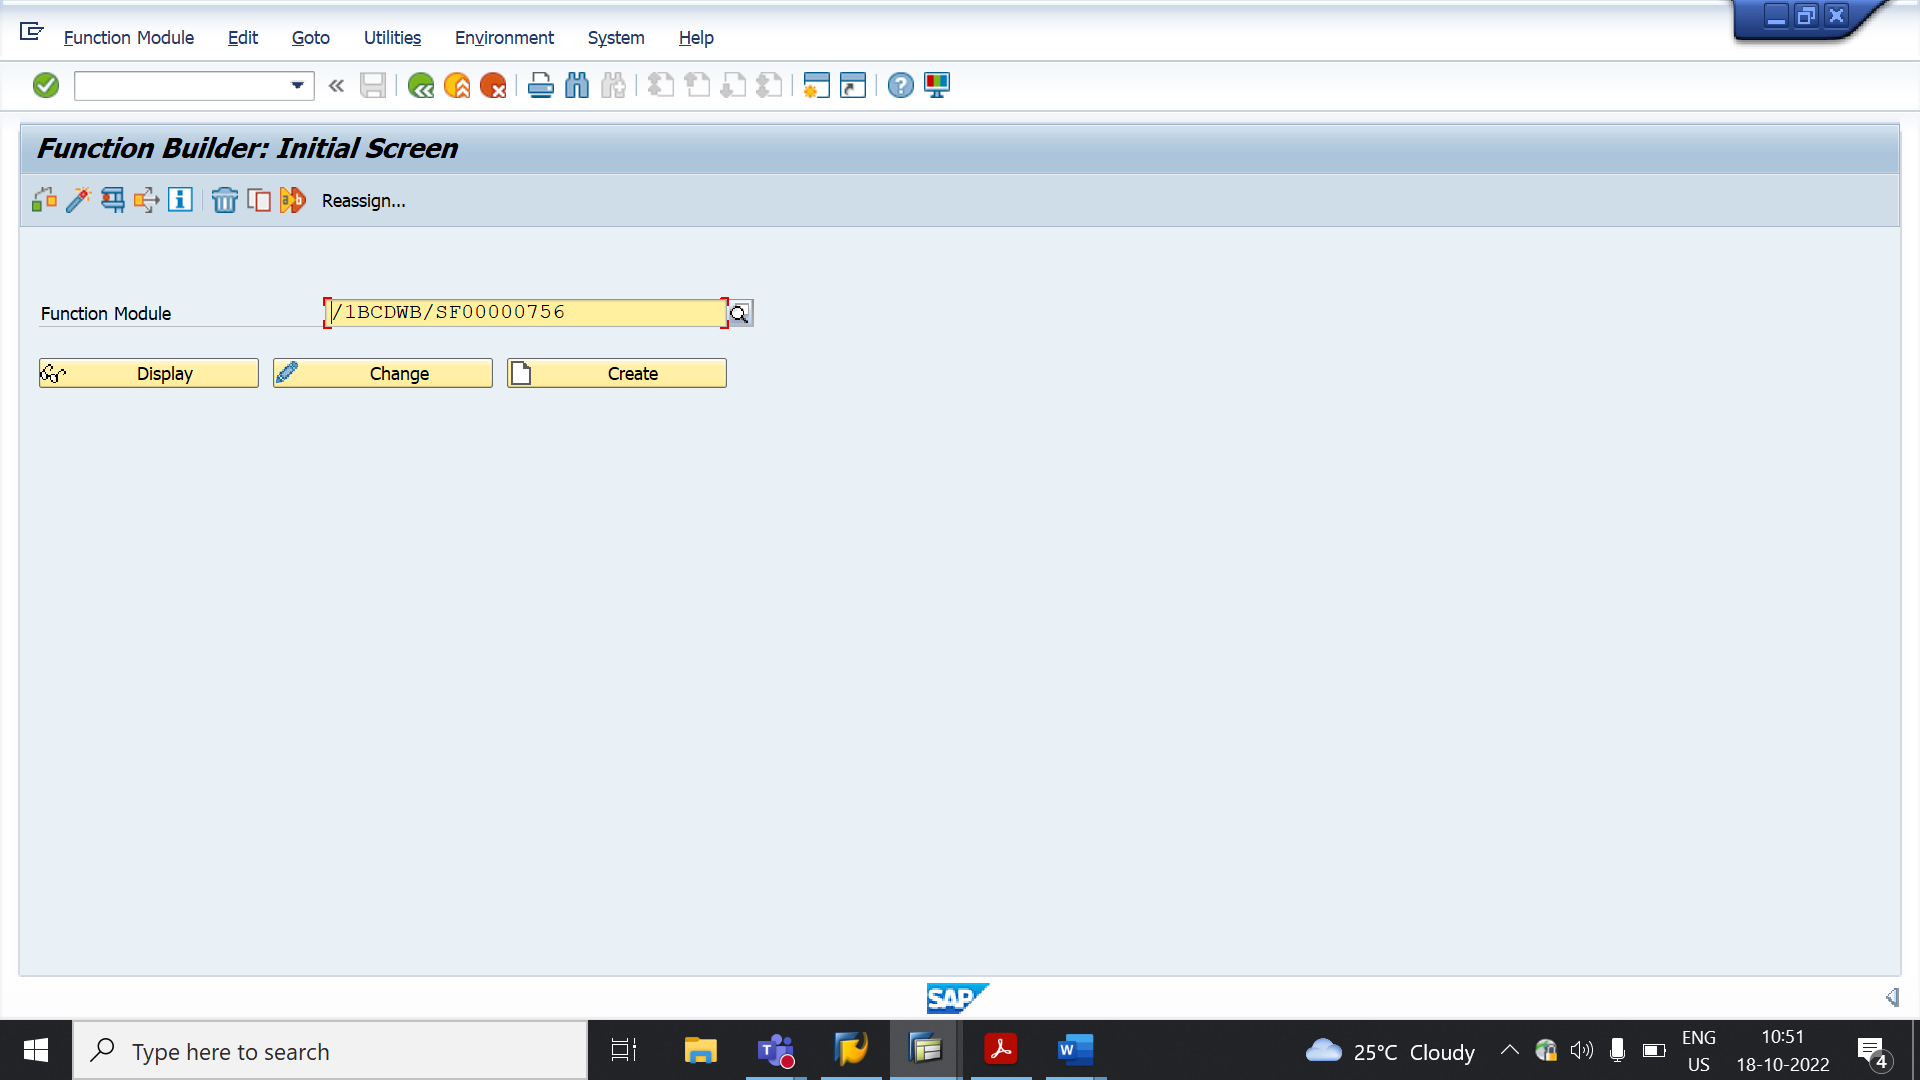 Function Module Edit Goto Utilities Environment System Help
Function Builder: Initial Screen
Reassign...
Function Module /1BCDWB/SF00000756
Display Change Create
SAP
Type here to search
25°C Cloudy
ENG
US
10:51
18-10-2022
4